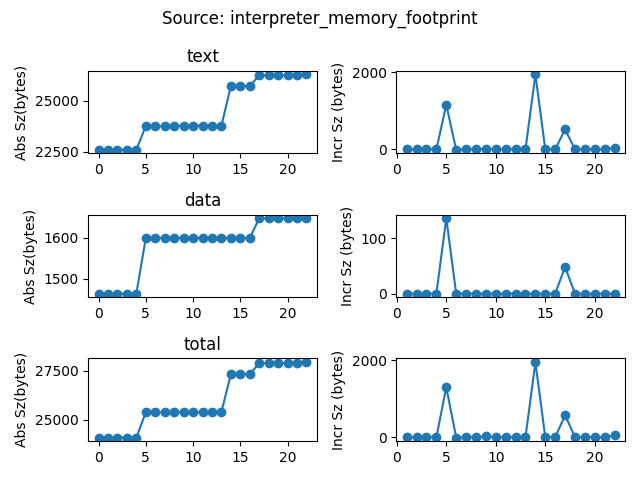 Source: interpreter_memory_footprint
text
Abs Sz(bytes)
25000
22500
0 5 10 15 20
Incr Sz (bytes)
2000
0
0 5 10 15 20
data
Abs Sz(bytes)
1600
1500
0 5 10 15 20
Incr Sz (bytes)
100
0
0 5 10 15 20
total
Abs Sz(bytes)
27500
25000
0 5 10 15 20
Incr Sz (bytes)
2000
0
0 5 10 15 20